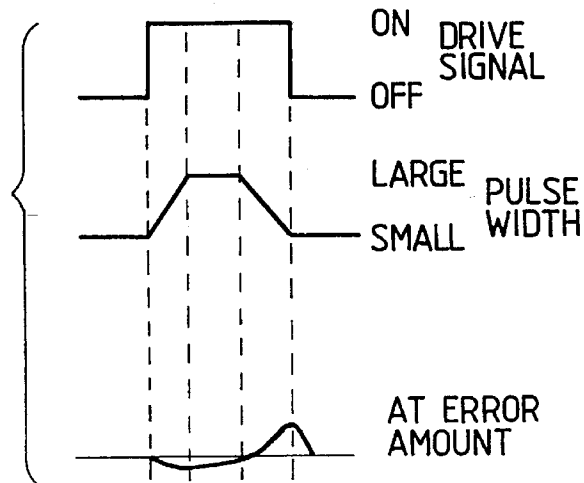 ON DRIVE
SIGNAL
OFF
LARGE
PULSE
WIDTH
SMALL
AT ERROR
AMOUNT